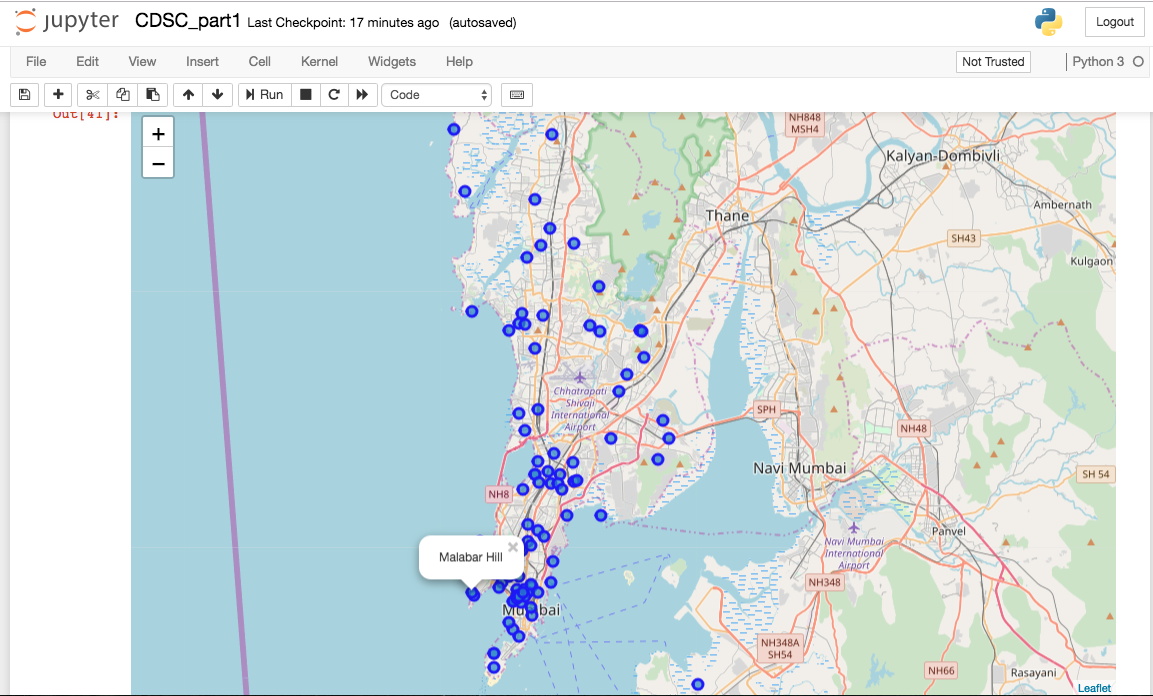 jupyter CDSC_part1 Last Checkpoint: 17 minutes ago (autosaved)
Logout
File Edit View Insert Cell Kernel Widgets Help
Not Trusted
Python 3
Run
Code
Out[41]:
+
−
NH848
MSH4
Kalyan-Dombivli
Ambernath
Thane
SH43
Kulgaon
Chhatrapati
Shivaji
International
Airport
SPH
NH48
Navi Mumbai
SH 54
NH8
Panvel
Navi Mumbai
International
Airport
Malabar Hill
×
NH348
Mu bai
NH348A
SH54
NH66
Rasayani
Leaflet